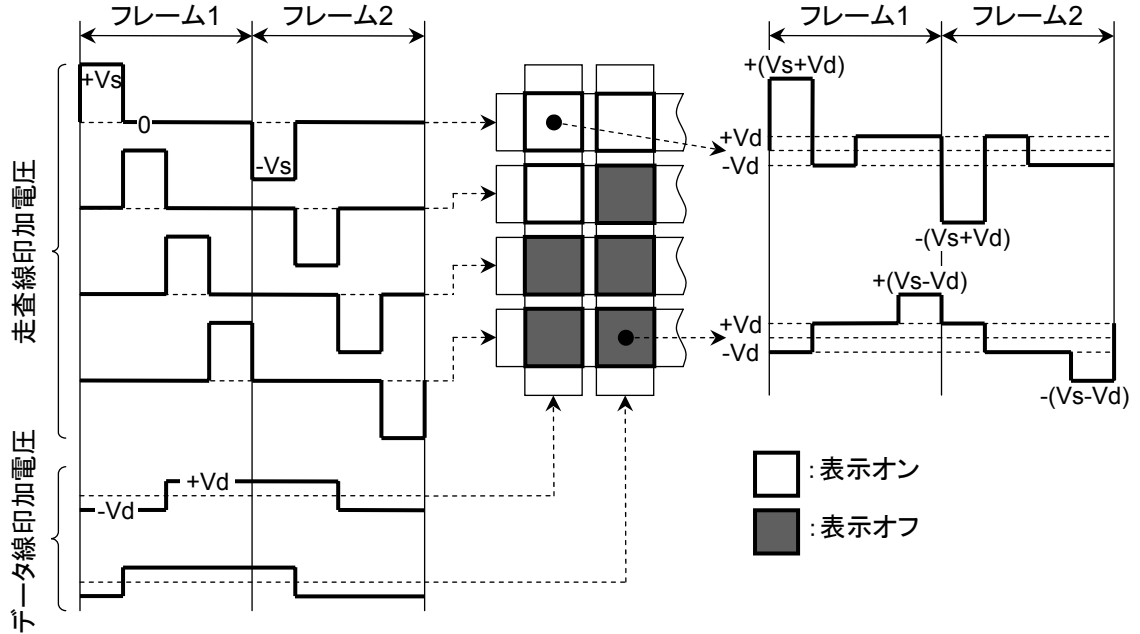 フレーム1
フレーム2
フレーム1
フレーム2
走査線印加電圧
+Vs
0
-Vs
+(Vs+Vd)
+Vd
-Vd
-(Vs+Vd)
+(Vs-Vd)
+Vd
-Vd
-(Vs-Vd)
データ線印加電圧
+Vd
-Vd
:表示オン
:表示オフ